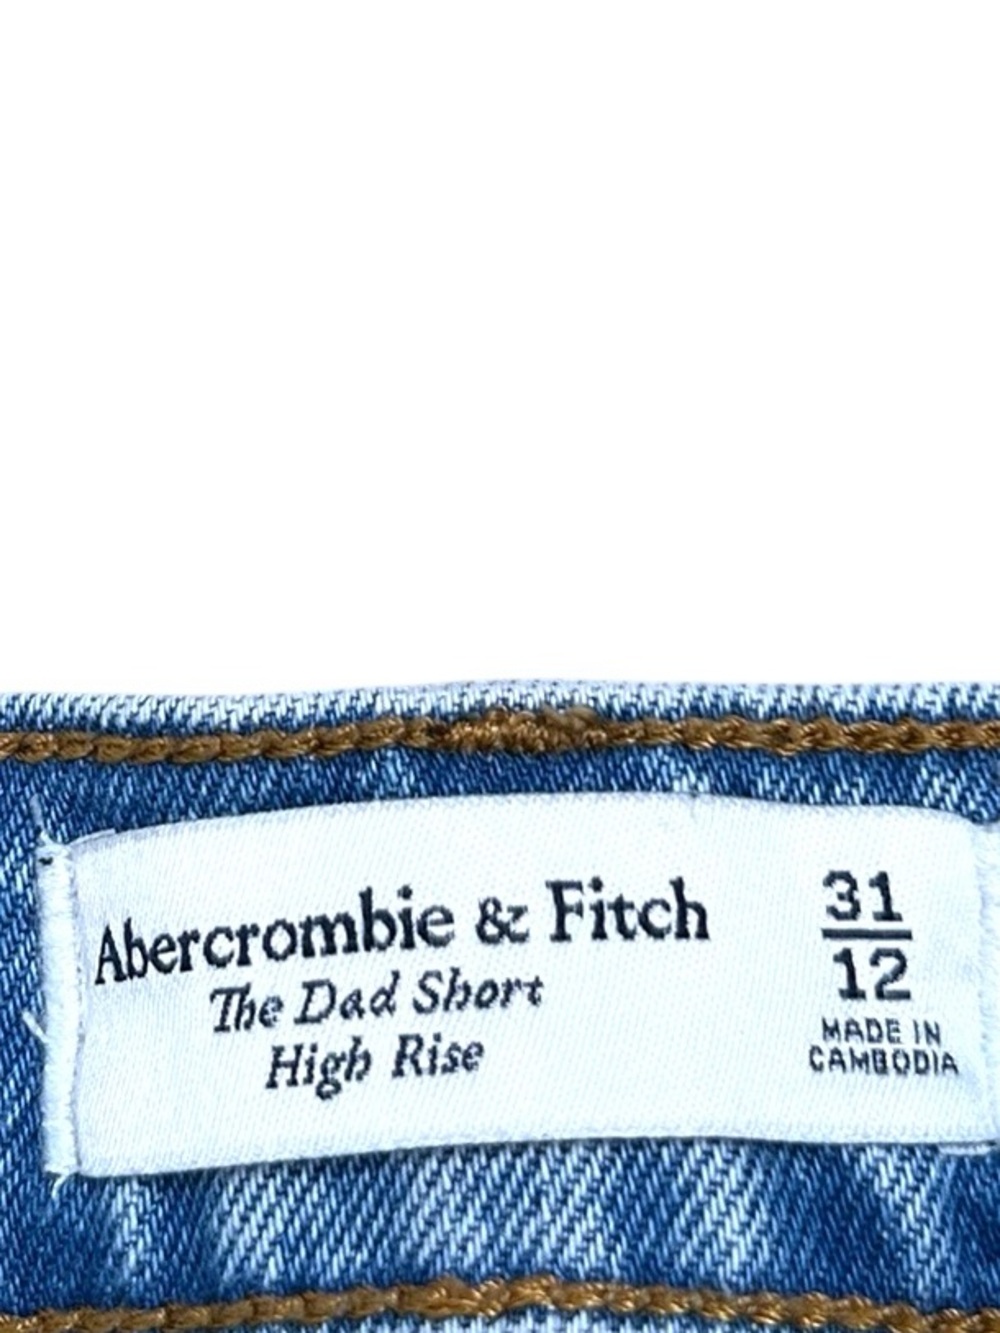 Abercrombie & Fitch
The Dad Short
High Rise
31
12
MADE IN
CAMBODIA